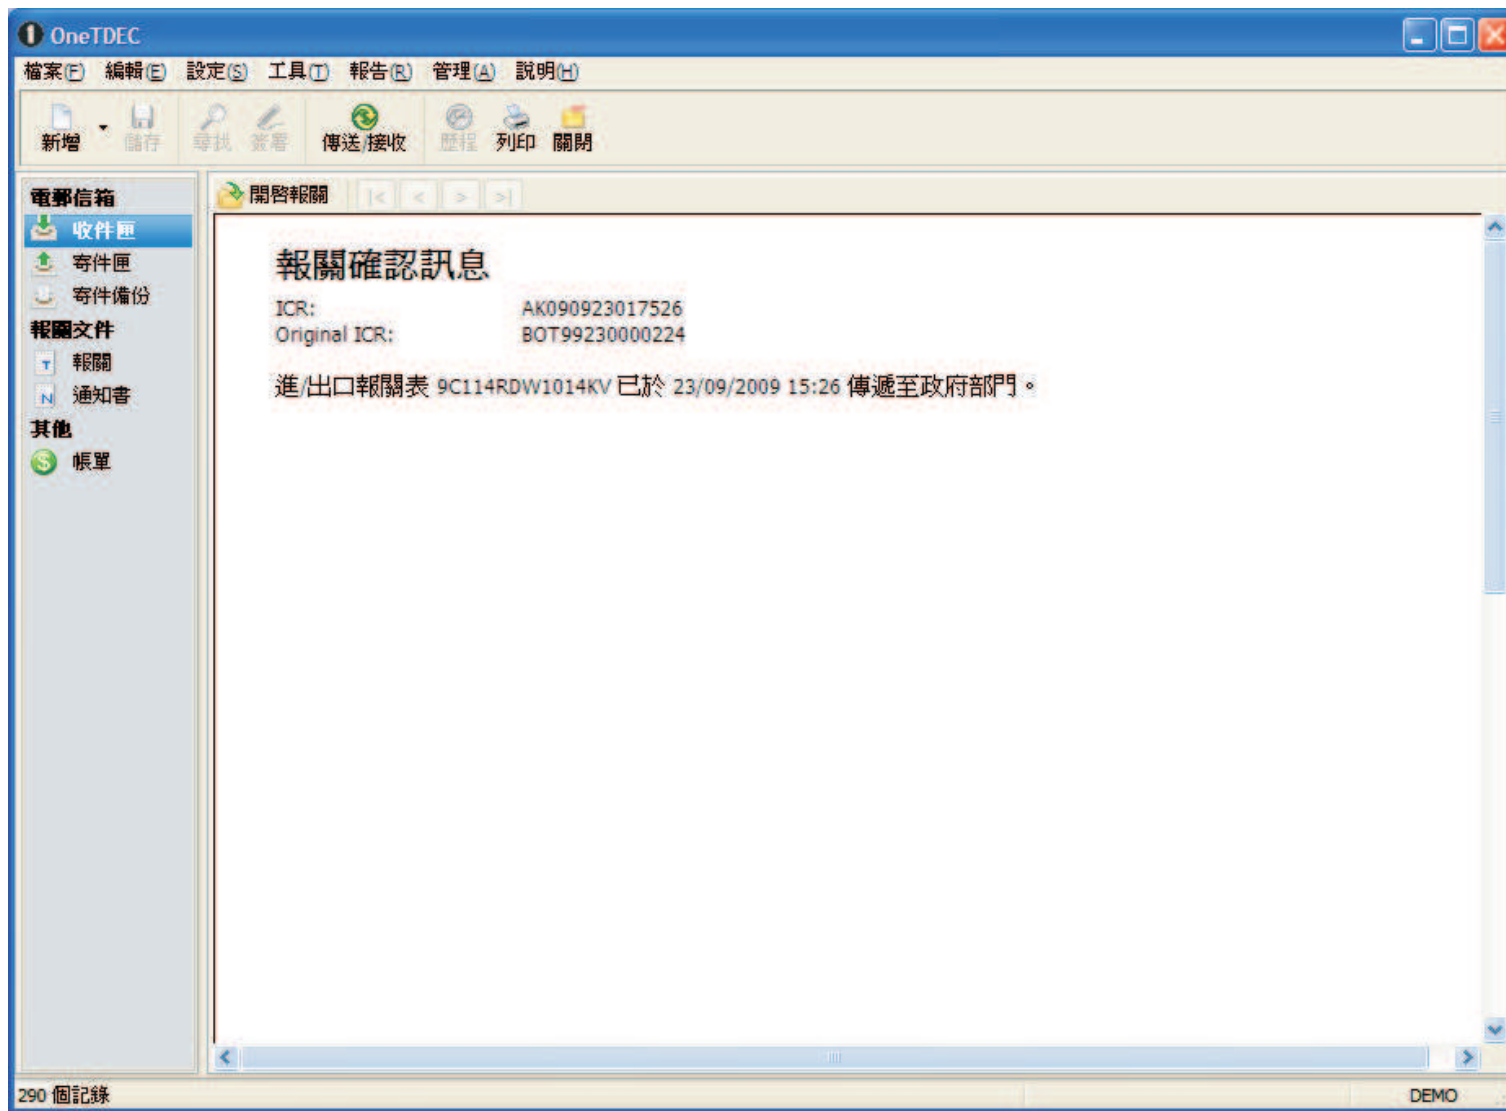 OneTDEC
檔案(F) 編輯(E) 設定(S) 工具(T) 報告(R) 管理(A) 說明(H)
新增 儲存 尋找 簽署 傳送/接收 歷程 列印 關閉
電郵信箱
收件匣
寄件匣
寄件備份
報關文件
報關
通知書
其他
帳單
開啓報關 |< < > >|
報關確認訊息
ICR: AK090923017526
Original ICR: BOT99230000224
進/出口報關表 9C114RDW1014KV 已於 23/09/2009 15:26 傳遞至政府部門。
290 個記錄 DEMO